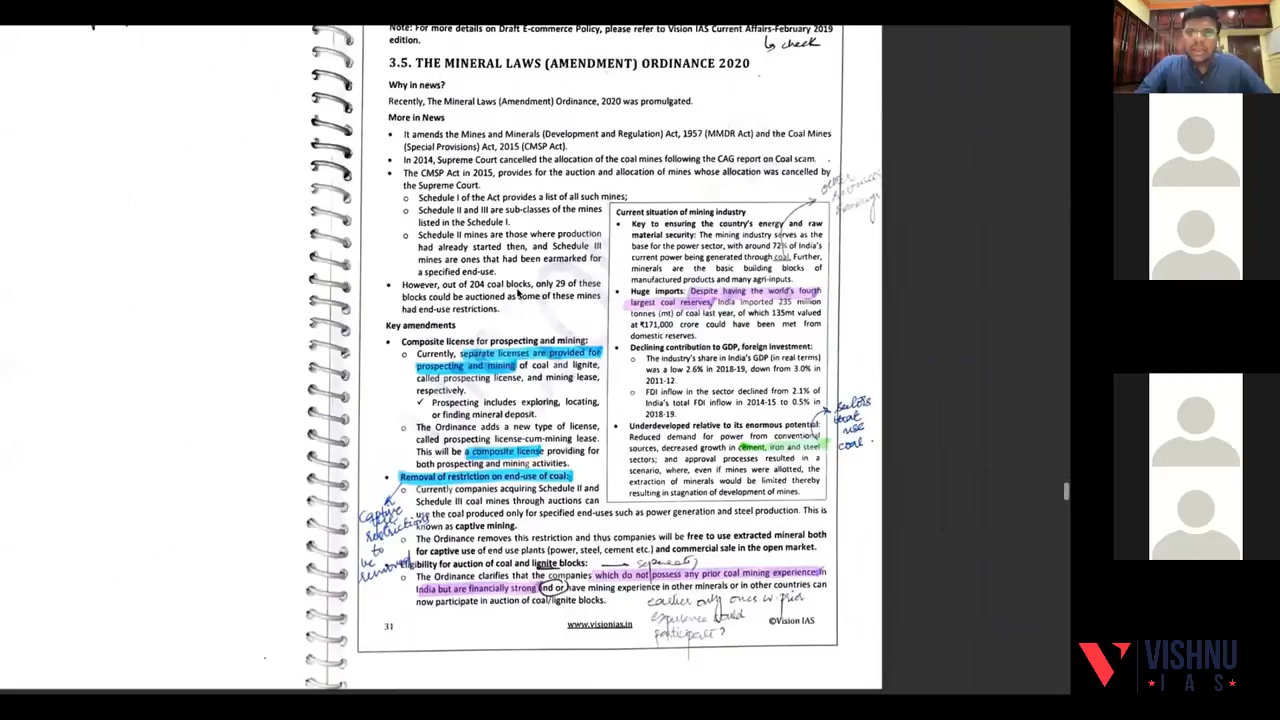 Note: For more details on Draft E-commerce Policy, please refer to Vision IAS Current Affairs-February 2019
edition.
↳ check
3.5. THE MINERAL LAWS (AMENDMENT) ORDINANCE 2020
Why in news?
Recently, The Mineral Laws (Amendment) Ordinance, 2020 was promulgated.
More in News
• It amends the Mines and Minerals (Development and Regulation) Act, 1957 (MMDR Act) and the Coal Mines
(Special Provisions) Act, 2015 (CMSP Act).
• In 2014, Supreme Court cancelled the allocation of the coal mines following the CAG report on Coal scam.
• The CMSP Act in 2015, provides for the auction and allocation of mines whose allocation was cancelled by
the Supreme Court.
o Schedule I of the Act provides a list of all such mines;
o Schedule II and III are sub-classes of the mines
listed in the Schedule I.
o Schedule II mines are those where production
had already started then, and Schedule III
mines are ones that had been earmarked for
a specified end-use.
• However, out of 204 coal blocks, only 29 of these
blocks could be auctioned as some of these mines
had end-use restrictions.
Key amendments
• Composite license for prospecting and mining:
o Currently, separate licenses are provided for
prospecting and mining of coal and lignite,
called prospecting license, and mining lease,
respectively.
✓ Prospecting includes exploring, locating,
or finding mineral deposit.
o The Ordinance adds a new type of license,
called prospecting license-cum-mining lease.
This will be a composite license providing for
both prospecting and mining activities.
• Removal of restriction on end-use of coal:
o Currently companies acquiring Schedule II and
Schedule III coal mines through auctions can
use the coal produced only for specified end-uses such as power generation and steel production. This is
known as captive mining.
o The Ordinance removes this restriction and thus companies will be free to use extracted mineral both
for captive use of end use plants (power, steel, cement etc.) and commercial sale in the open market.
Captive
use
restrictions
to
be
removed
ligibility for auction of coal and lignite blocks:
o The Ordinance clarifies that the companies which do not possess any prior coal mining experience in
India but are financially strong and or have mining experience in other minerals or in other countries can
now participate in auction of coal/lignite blocks.
earlier only ones w. prior
experience could
participate?
Current situation of mining industry
• Key to ensuring the country's energy and raw
material security: The mining industry serves as the
base for the power sector, with around 72% of India's
current power being generated through coal. Further,
minerals are the basic building blocks of
manufactured products and many agri-inputs.
• Huge imports: Despite having the world's fourth
largest coal reserves, India imported 235 million
tonnes (mt) of coal last year, of which 135mt valued
at ₹171,000 crore could have been met from
domestic reserves.
• Declining contribution to GDP, foreign investment:
o The industry's share in India's GDP (in real terms)
was a low 2.6% in 2018-19, down from 3.0% in
2011-12.
o FDI inflow in the sector declined from 2.1% of
India's total FDI inflow in 2014-15 to 0.5% in
2018-19.
• Underdeveloped relative to its enormous potential:
Reduced demand for power from conventional
sources, decreased growth in cement, iron and steel
sectors; and approval processes resulted in a
scenario, where, even if mines were allotted, the
extraction of minerals would be limited thereby
resulting in stagnation of development of mines.
that
use
coal.
31
www.visionias.in
©Vision IAS
VISHNU
IAS